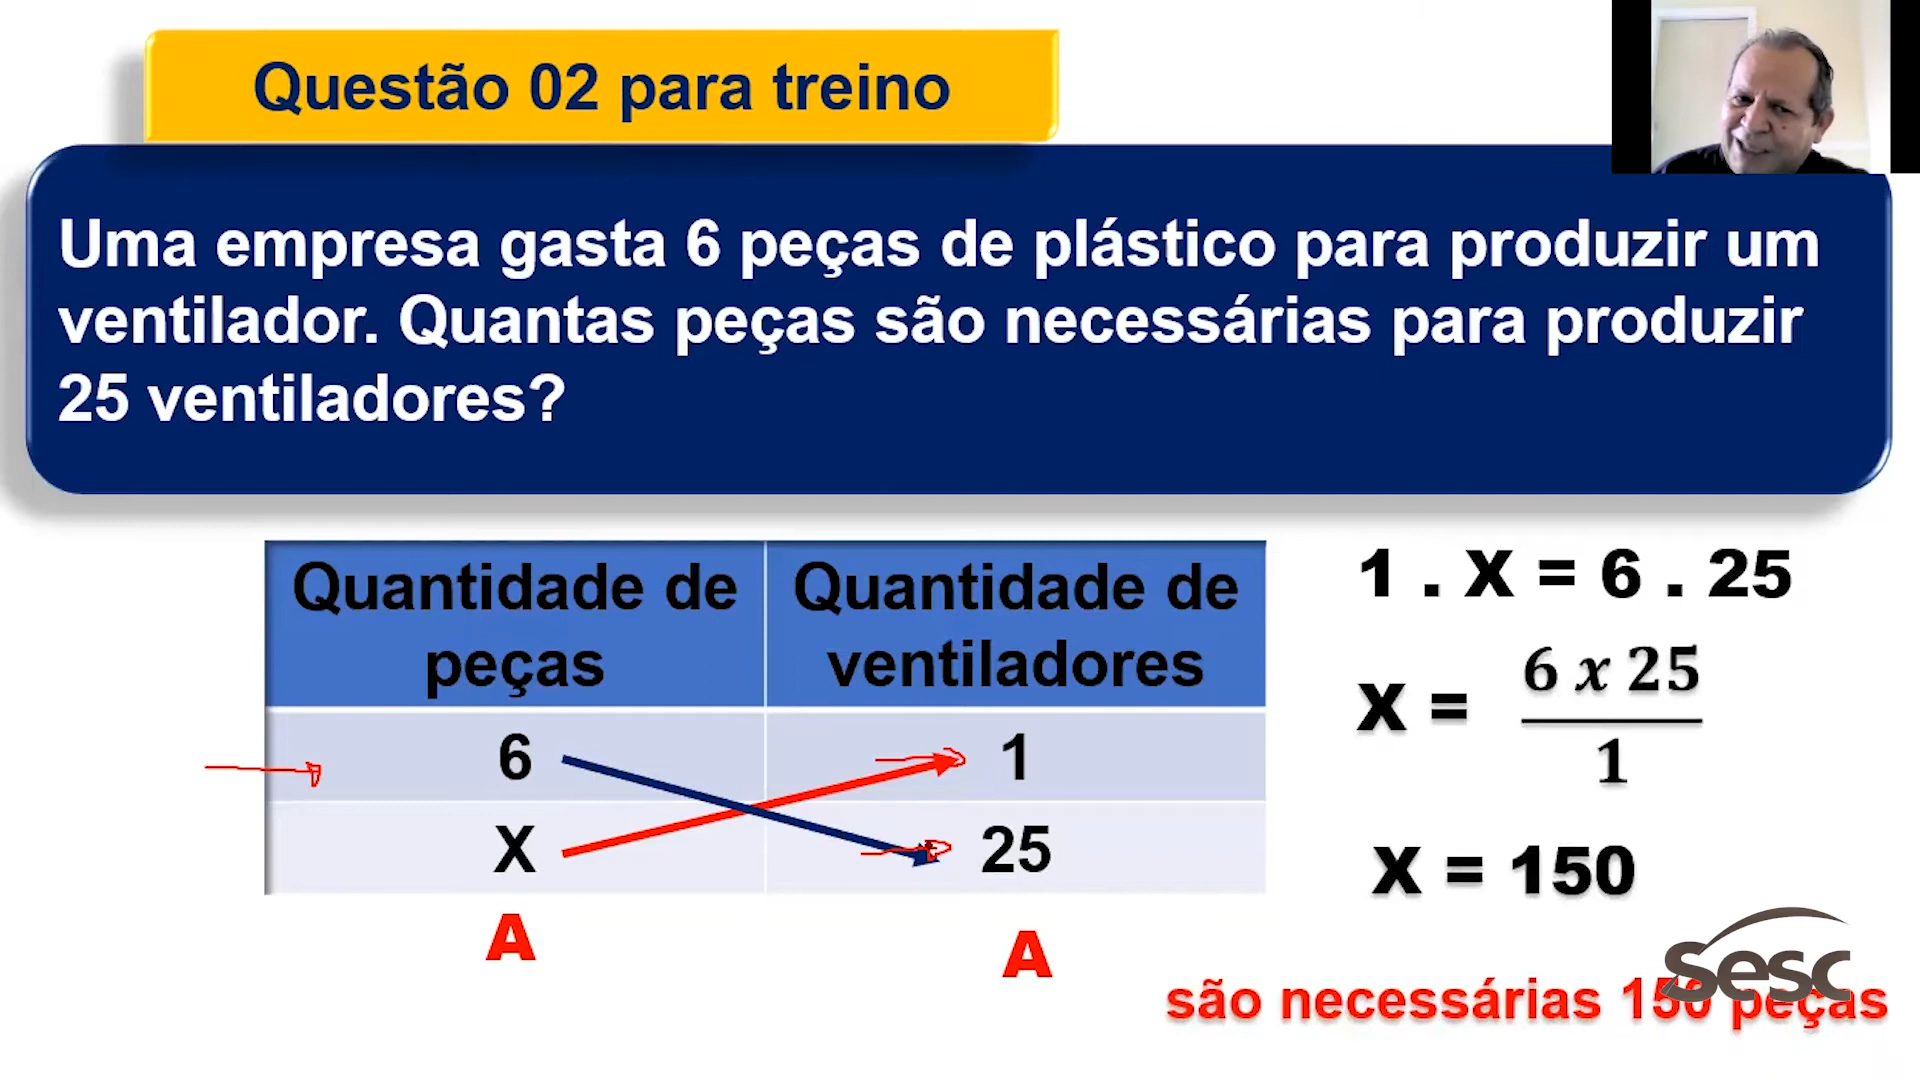 Questão 02 para treino
Uma empresa gasta 6 peças de plástico para produzir um
ventilador. Quantas peças são necessárias para produzir
25 ventiladores?
Quantidade de
peças
Quantidade de
ventiladores
6
1
X
25
A
A
1 . X = 6 . 25
X = 6 x 25
1
X = 150
Sesc
são necessárias 150 peças